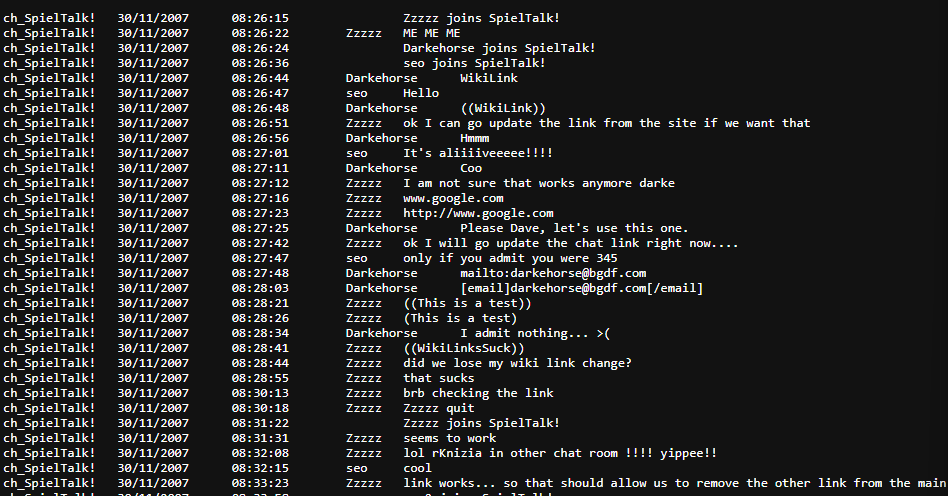 ch_SpielTalk! 30/11/2007 08:26:15 Zzzzz joins SpielTalk!
ch_SpielTalk! 30/11/2007 08:26:22 Zzzzz ME ME ME
ch_SpielTalk! 30/11/2007 08:26:24 Darkehorse joins SpielTalk!
ch_SpielTalk! 30/11/2007 08:26:36 seo joins SpielTalk!
ch_SpielTalk! 30/11/2007 08:26:44 Darkehorse WikiLink
ch_SpielTalk! 30/11/2007 08:26:47 seo Hello
ch_SpielTalk! 30/11/2007 08:26:48 Darkehorse ((WikiLink))
ch_SpielTalk! 30/11/2007 08:26:51 Zzzzz ok I can go update the link from the site if we want that
ch_SpielTalk! 30/11/2007 08:26:56 Darkehorse Hmmm
ch_SpielTalk! 30/11/2007 08:27:01 seo It's aliiiiveeeee!!!!
ch_SpielTalk! 30/11/2007 08:27:11 Darkehorse Coo
ch_SpielTalk! 30/11/2007 08:27:12 Zzzzz I am not sure that works anymore darke
ch_SpielTalk! 30/11/2007 08:27:16 Zzzzz www.google.com
ch_SpielTalk! 30/11/2007 08:27:23 Zzzzz http://www.google.com
ch_SpielTalk! 30/11/2007 08:27:25 Darkehorse Please Dave, let's use this one.
ch_SpielTalk! 30/11/2007 08:27:42 Zzzzz ok I will go update the chat link right now....
ch_SpielTalk! 30/11/2007 08:27:47 seo only if you admit you were 345
ch_SpielTalk! 30/11/2007 08:27:48 Darkehorse mailto:darkehorse@bgdf.com
ch_SpielTalk! 30/11/2007 08:28:03 Darkehorse [email]darkehorse@bgdf.com[/email]
ch_SpielTalk! 30/11/2007 08:28:21 Zzzzz ((This is a test))
ch_SpielTalk! 30/11/2007 08:28:26 Zzzzz (This is a test)
ch_SpielTalk! 30/11/2007 08:28:34 Darkehorse I admit nothing... >(
ch_SpielTalk! 30/11/2007 08:28:41 Zzzzz ((WikiLinksSuck))
ch_SpielTalk! 30/11/2007 08:28:44 Zzzzz did we lose my wiki link change?
ch_SpielTalk! 30/11/2007 08:28:55 Zzzzz that sucks
ch_SpielTalk! 30/11/2007 08:30:13 Zzzzz brb checking the link
ch_SpielTalk! 30/11/2007 08:30:18 Zzzzz Zzzzz quit
ch_SpielTalk! 30/11/2007 08:31:22 Zzzzz joins SpielTalk!
ch_SpielTalk! 30/11/2007 08:31:31 Zzzzz seems to work
ch_SpielTalk! 30/11/2007 08:32:08 Zzzzz lol rKnizia in other chat room !!!! yippee!!
ch_SpielTalk! 30/11/2007 08:32:15 seo cool
ch_SpielTalk! 30/11/2007 08:33:23 Zzzzz link works... so that should allow us to remove the other link from the main